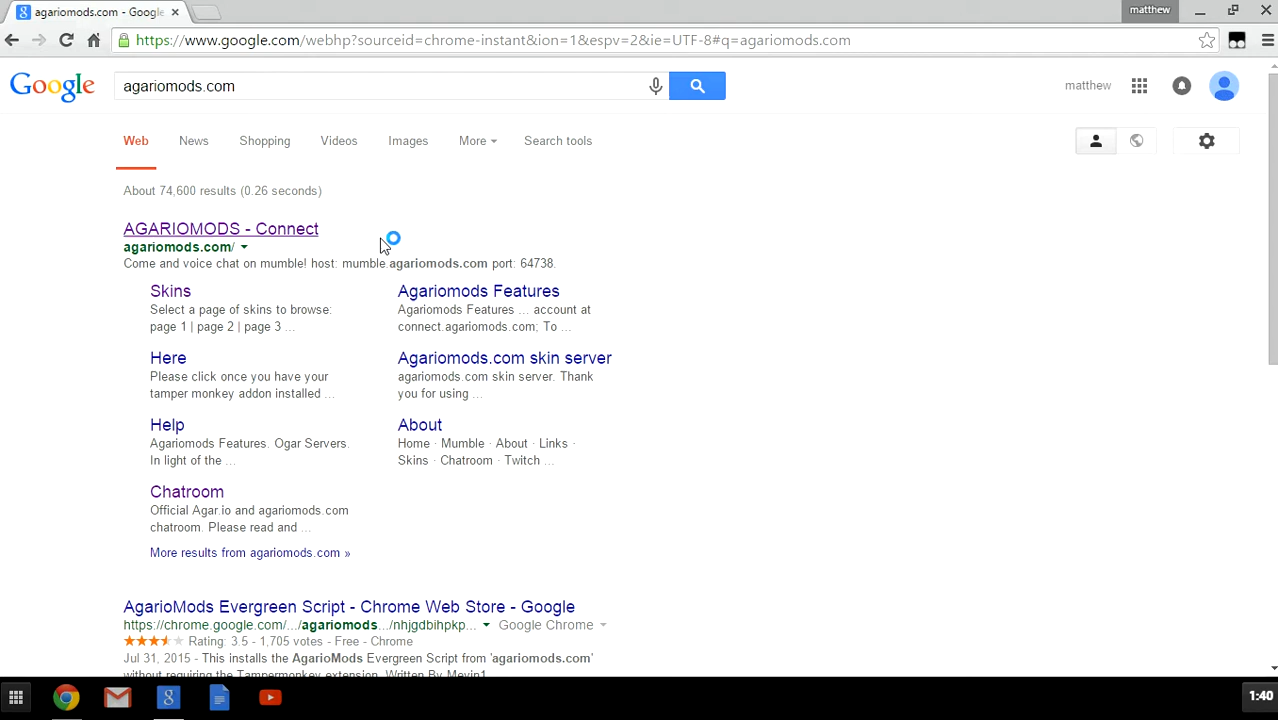 agariomods.com - Google
matthew
https://www.google.com/webhp?sourceid=chrome-instant&ion=1&espv=2&ie=UTF-8#q=agariomods.com
Google
agariomods.com
matthew
Web News Shopping Videos Images More Search tools
About 74,600 results (0.26 seconds)
AGARIOMODS - Connect
agariomods.com/
Come and voice chat on mumble! host: mumble.agariomods.com port: 64738.
Skins
Select a page of skins to browse:
page 1 | page 2 | page 3 ...
Agariomods Features
Agariomods Features ... account at
connect.agariomods.com; To ...
Here
Please click once you have your
tamper monkey addon installed ...
Agariomods.com skin server
agariomods.com skin server. Thank
you for using ...
Help
Agariomods Features. Ogar Servers.
In light of the ...
About
Home · Mumble · About · Links ·
Skins · Chatroom · Twitch ...
Chatroom
Official Agar.io and agariomods.com
chatroom. Please read and ...
More results from agariomods.com »
AgarioMods Evergreen Script - Chrome Web Store - Google
https://chrome.google.com/.../agariomods.../nhjgdbihpkp... Google Chrome
Rating: 3.5 - 1,705 votes - Free - Chrome
Jul 31, 2015 - This installs the AgarioMods Evergreen Script from 'agariomods.com'
without requiring the Tampermonkey extension. Written By Mevin1
1:40